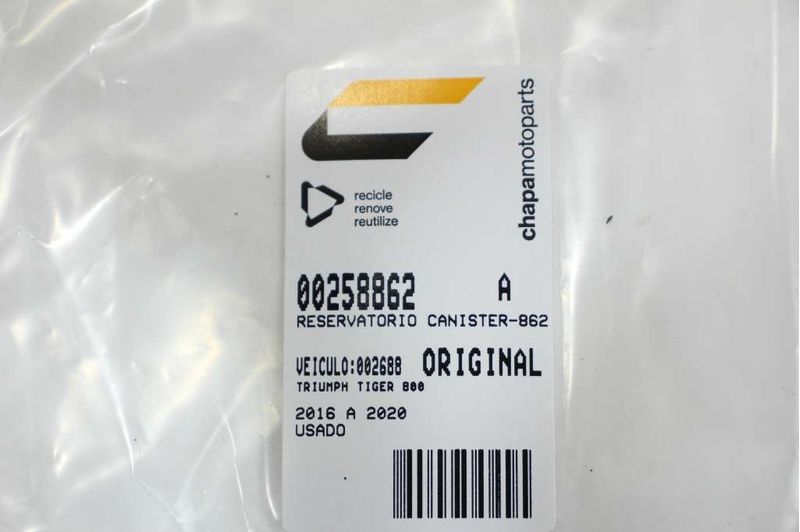 chapamotoparts
recicle
renove
reutilize
00258862 A
RESERVATORIO CANISTER-862
VEICULO:002688 ORIGINAL
TRIUMPH TIGER 800
2016 A 2020
USADO